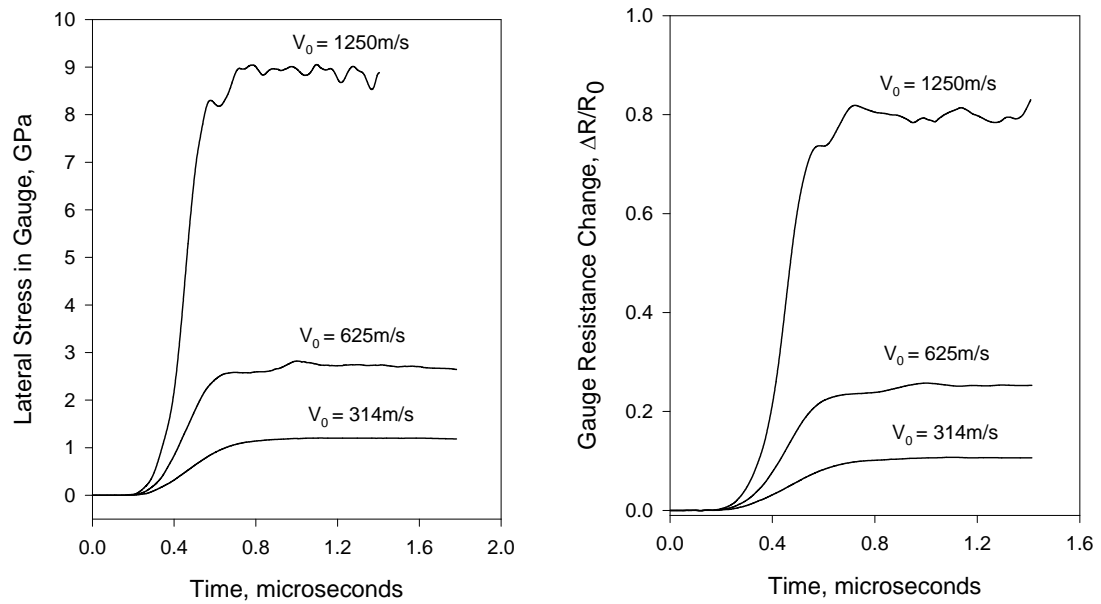 10
9
8
7
6
5
4
3
2
1
0
Lateral Stress in Gauge, GPa
V0 = 1250m/s
V0 = 625m/s
V0 = 314m/s
0.0 0.4 0.8 1.2 1.6 2.0
Time, microseconds
1.0
0.8
0.6
0.4
0.2
0.0
Gauge Resistance Change, ΔR/R0
V0 = 1250m/s
V0 = 625m/s
V0 = 314m/s
0.0 0.4 0.8 1.2 1.6
Time, microseconds